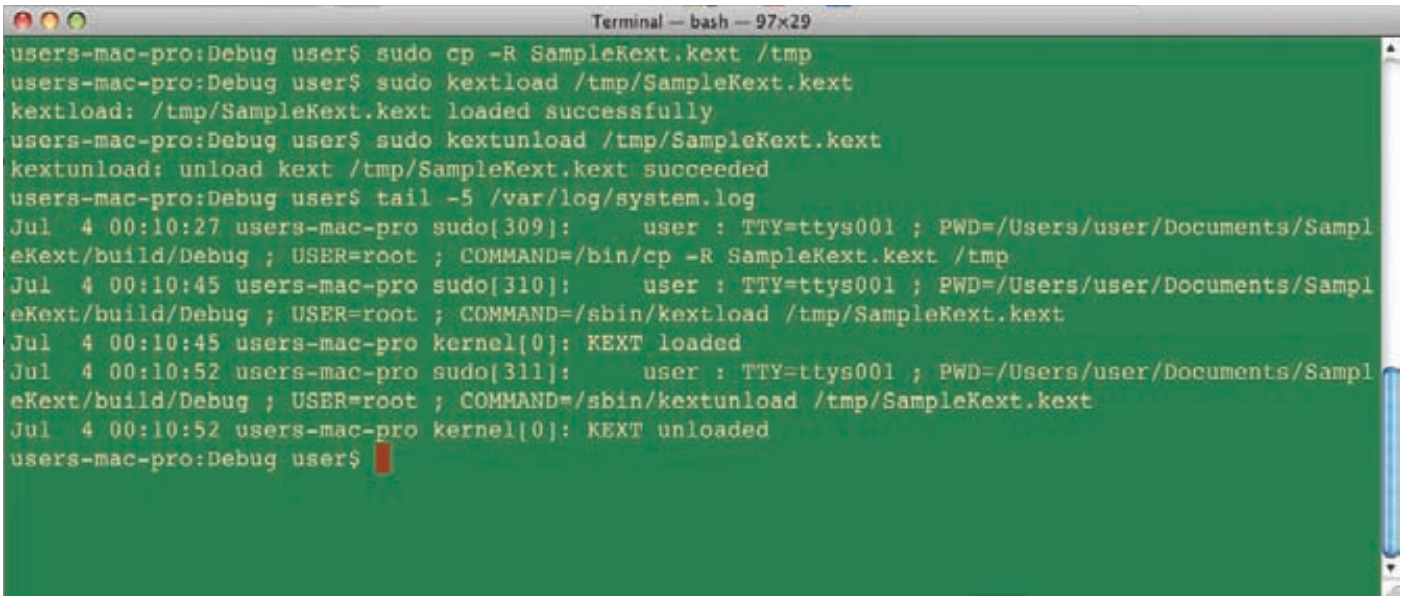 Terminal — bash — 97×29
users-mac-pro:Debug user$ sudo cp -R SampleKext.kext /tmp
users-mac-pro:Debug user$ sudo kextload /tmp/SampleKext.kext
kextload: /tmp/SampleKext.kext loaded successfully
users-mac-pro:Debug user$ sudo kextunload /tmp/SampleKext.kext
kextunload: unload kext /tmp/SampleKext.kext succeeded
users-mac-pro:Debug user$ tail -5 /var/log/system.log
Jul  4 00:10:27 users-mac-pro sudo[309]:     user : TTY=ttys001 ; PWD=/Users/user/Documents/Sampl
eKext/build/Debug ; USER=root ; COMMAND=/bin/cp -R SampleKext.kext /tmp
Jul  4 00:10:45 users-mac-pro sudo[310]:     user : TTY=ttys001 ; PWD=/Users/user/Documents/Sampl
eKext/build/Debug ; USER=root ; COMMAND=/sbin/kextload /tmp/SampleKext.kext
Jul  4 00:10:45 users-mac-pro kernel[0]: KEXT loaded
Jul  4 00:10:52 users-mac-pro sudo[311]:     user : TTY=ttys001 ; PWD=/Users/user/Documents/Sampl
eKext/build/Debug ; USER=root ; COMMAND=/sbin/kextunload /tmp/SampleKext.kext
Jul  4 00:10:52 users-mac-pro kernel[0]: KEXT unloaded
users-mac-pro:Debug user$